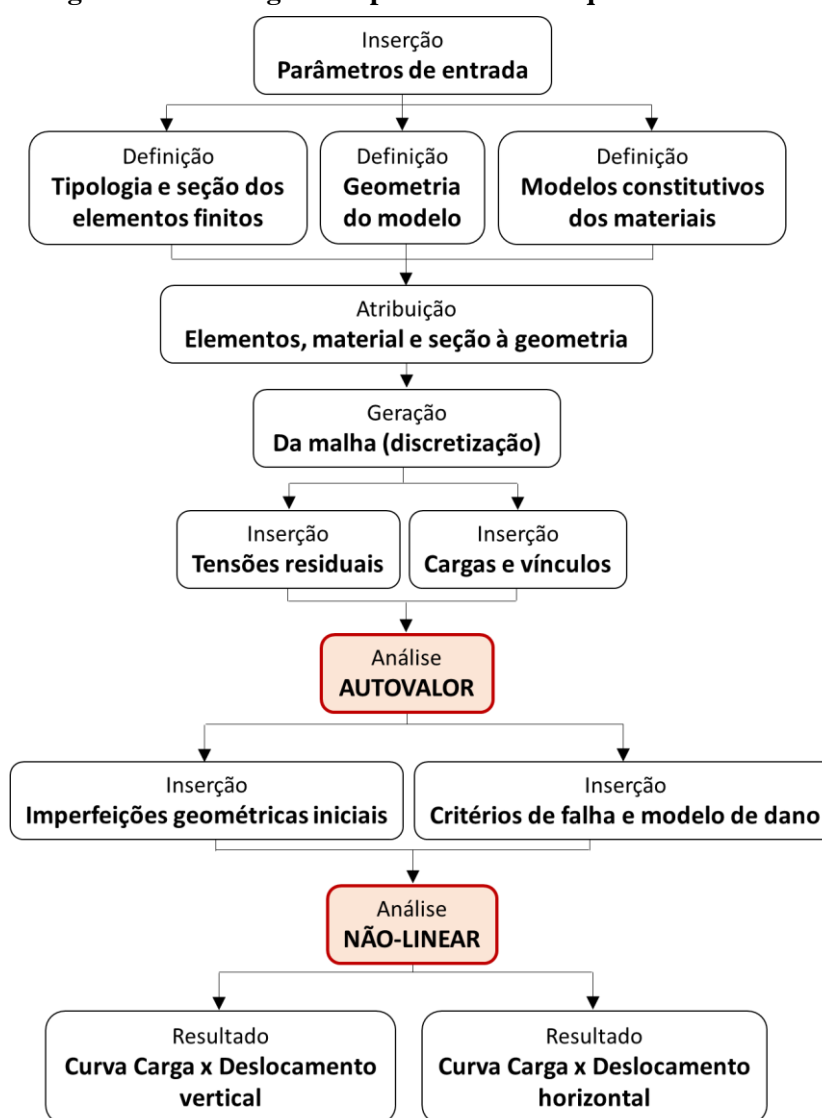 Inserção
Parâmetros de entrada
Definição
Tipologia e seção dos
elementos finitos
Definição
Geometria
do modelo
Definição
Modelos constitutivos
dos materiais
Atribuição
Elementos, material e seção à geometria
Geração
Da malha (discretização)
Inserção
Tensões residuais
Inserção
Cargas e vínculos
Análise
AUTOVALOR
Inserção
Imperfeições geométricas iniciais
Inserção
Critérios de falha e modelo de dano
Análise
NÃO-LINEAR
Resultado
Curva Carga x Deslocamento
vertical
Resultado
Curva Carga x Deslocamento
horizontal